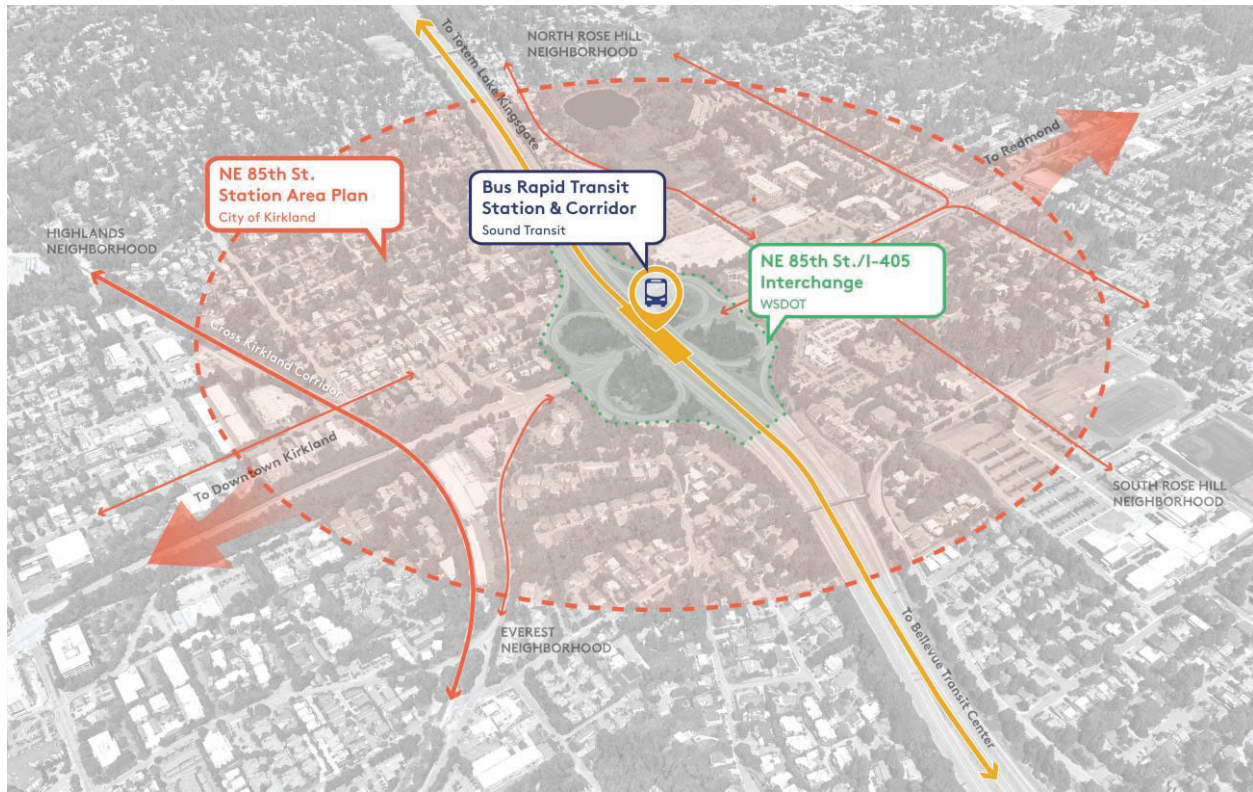 To Totem Lake/Kingsgate
NORTH ROSE HILL
NEIGHBORHOOD
To Redmond
NE 85th St.
Station Area Plan
City of Kirkland
Bus Rapid Transit
Station & Corridor
Sound Transit
HIGHLANDS
NEIGHBORHOOD
NE 85th St./I-405
Interchange
WSDOT
Cross Kirkland Corridor
To Downtown Kirkland
SOUTH ROSE HILL
NEIGHBORHOOD
EVEREST
NEIGHBORHOOD
To Bellevue Transit Center